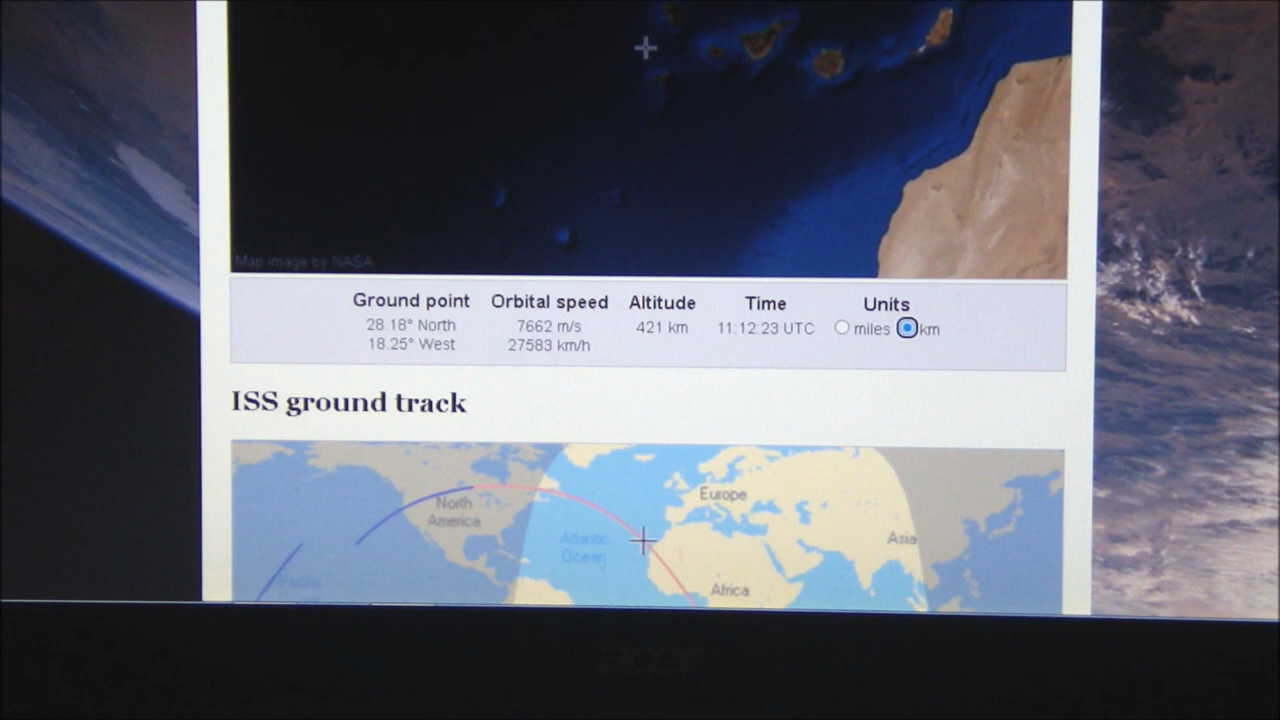 Map image by NASA
Ground point Orbital speed Altitude Time Units
28.18° North 7662 m/s 421 km 11:12:23 UTC miles km
18.25° West 27583 km/h
ISS ground track
Europe
North
America
Atlantic
Ocean
Asia
Pacific
Africa
acer